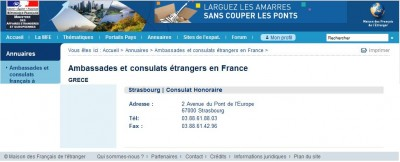 LARGUEZ LES AMARRES
SANS COUPER LES PONTS
Maison des Français
de l'Étranger
Accueil La MFE Thématiques Portails Pays Annuaires Sites de l'expat. Forum Mon profil Rechercher
Annuaires
Vous êtes ici : Accueil > Annuaires > Ambassades et consulats étrangers en France >
Imprimer
Ambassades et
consulats
français à
Ambassades et consulats étrangers en France
GRECE
Strasbourg | Consulat Honoraire
Adresse : 2 Avenue du Pont de l'Europe
67000 Strasbourg
Tél: 03.88.61.88.03
Fax : 03.88.61.42.96
© Maison des Français de l'étranger Qui sommes-nous ? | Partenaires | Contact | Crédits | Informations juridiques | Plan du site